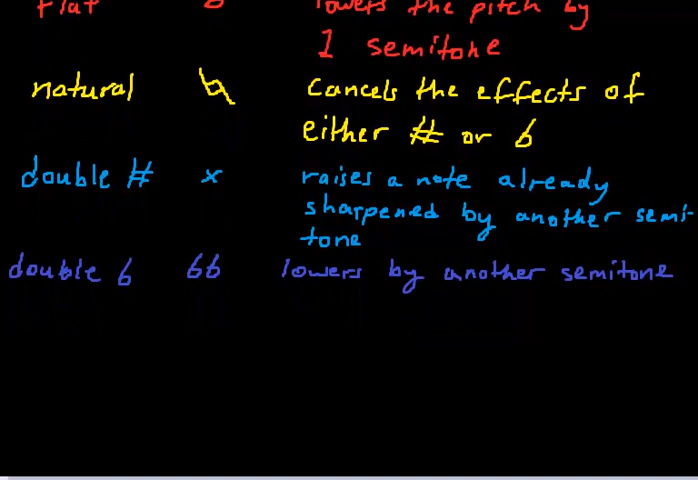 flat b lowers the pitch by
1 semitone
natural ♮ cancels the effects of
either # or b
double # x raises a note already
sharpened by another semi-
tone
double b bb lowers by another semitone